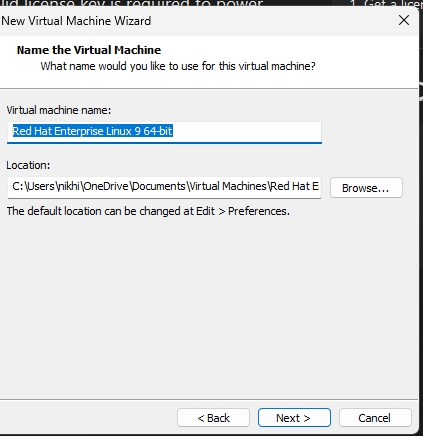 lid license key is required to power
1. Get a licen
New Virtual Machine Wizard
Name the Virtual Machine
What name would you like to use for this virtual machine?
Virtual machine name:
Red Hat Enterprise Linux 9 64-bit
Location:
C:\Users\nikhi\OneDrive\Documents\Virtual Machines\Red Hat E
Browse...
The default location can be changed at Edit > Preferences.
< Back
Next >
Cancel